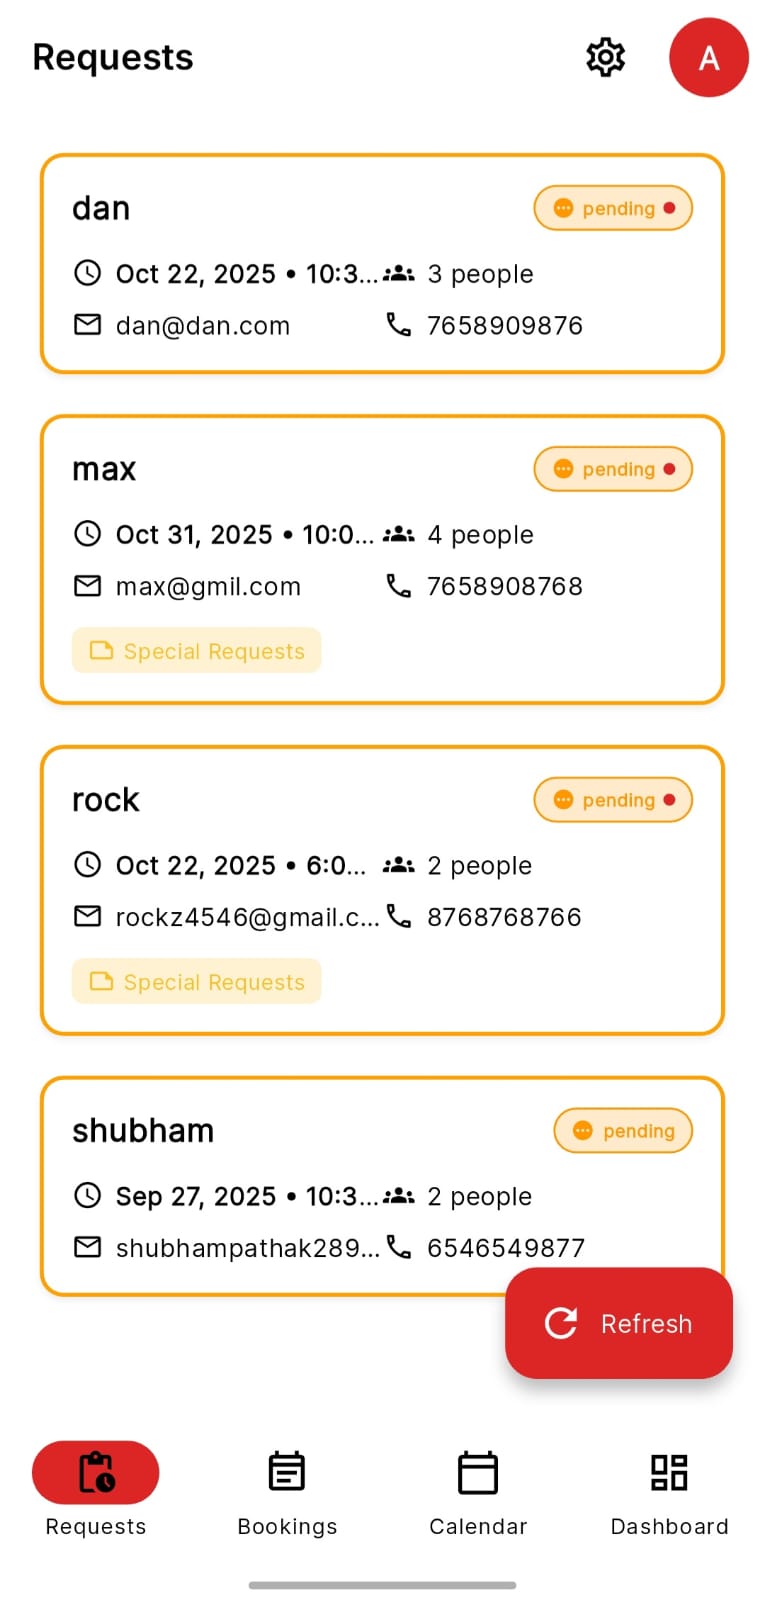 Requests
A
dan
pending
Oct 22, 2025 • 10:3...
3 people
dan@dan.com
7658909876
max
pending
Oct 31, 2025 • 10:0...
4 people
max@gmil.com
7658908768
Special Requests
rock
pending
Oct 22, 2025 • 6:0...
2 people
rockz4546@gmail.c...
8768768766
Special Requests
shubham
pending
Sep 27, 2025 • 10:3...
2 people
shubhampathak289...
6546549877
Refresh
Requests
Bookings
Calendar
Dashboard